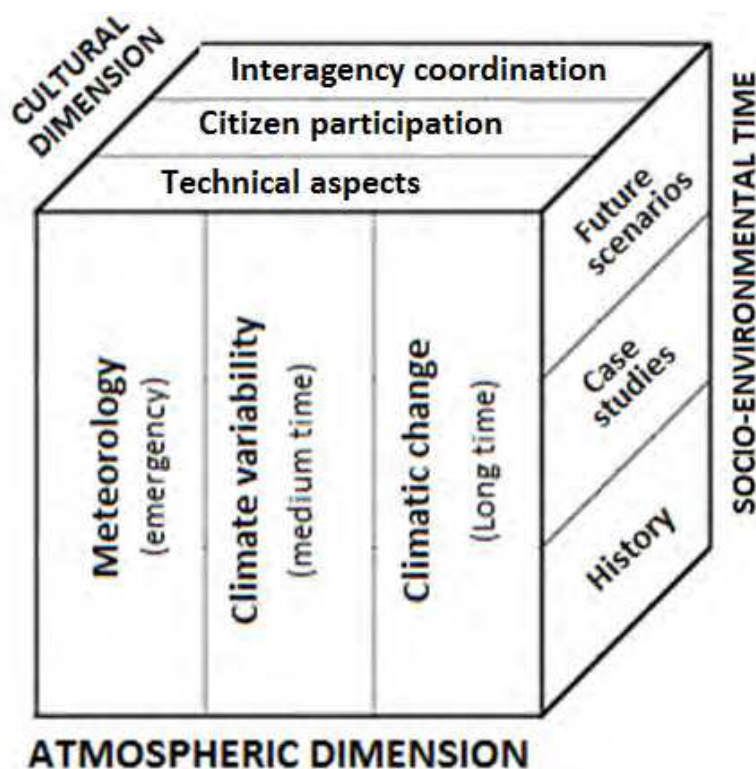 CULTURAL
DIMENSION
Interagency coordination
Citizen participation
Technical aspects
Meteorology
(emergency)
Climate variability
(medium time)
Climatic change
(Long time)
Future
scenarios
Case
studies
History
SOCIO-ENVIRONMENTAL TIME
ATMOSPHERIC DIMENSION